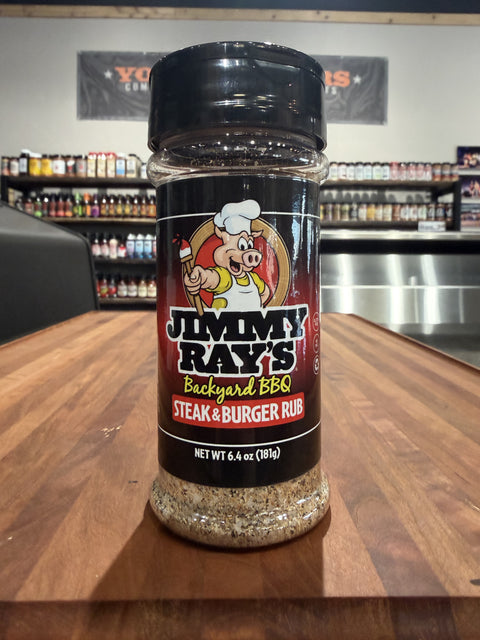 JIMMY
RAY'S
Backyard BBQ
STEAK & BURGER RUB
NET WT 6.4 oz (181g)